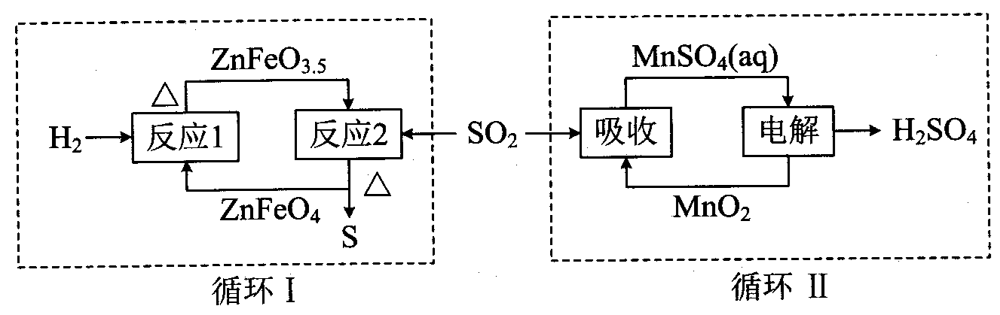 ZnFeO₃.₅
△
H₂
反应1
反应2
ZnFeO₄
△
S
循环 Ⅰ
SO₂
MnSO₄(aq)
吸收
电解
H₂SO₄
MnO₂
循环 Ⅱ